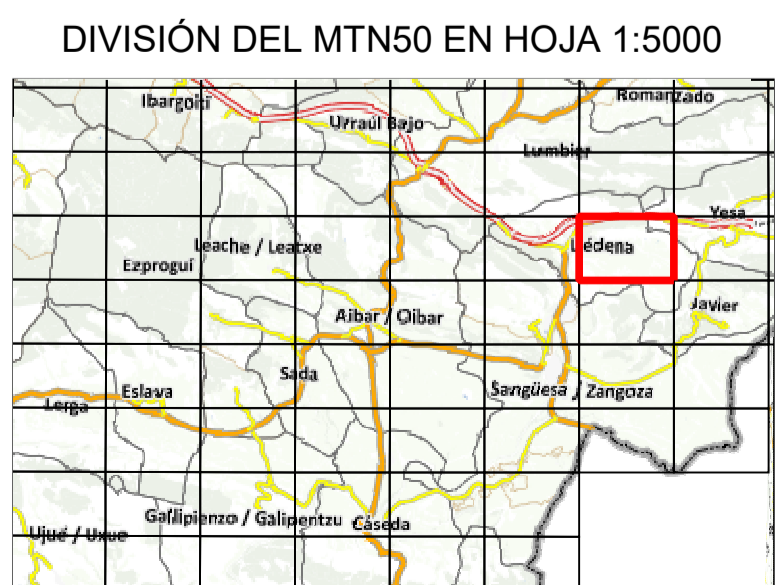 DIVISIÓN DEL MTN50 EN HOJA 1:5000
Romanzado
Ibargoiti
Urraúl Bajo
Lumbier
Yesa
Leache / Leatxe
Liédena
Ezprogui
Javier
Aibar / Oibar
Sada
Eslava
Sangüesa / Zangoza
Lerga
Gallipienzo / Galipentzu
Cáseda
Ujué / Uxue